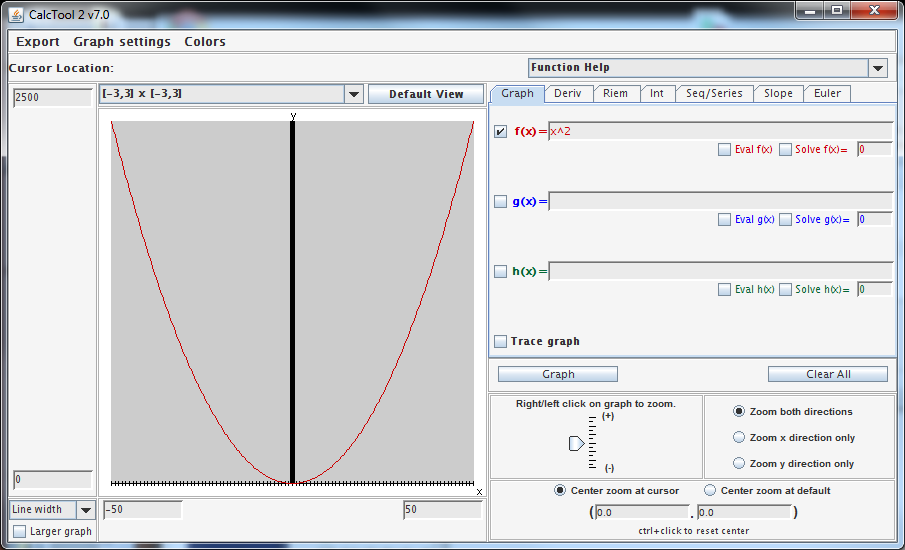 CalcTool 2 v7.0
Export Graph settings Colors
Cursor Location:
Function Help
2500
[-3,3] x [-3,3]
Default View
Graph Deriv Riem Int Seq/Series Slope Euler
y
f(x)= x^2
Eval f(x) Solve f(x)= 0
g(x)=
Eval g(x) Solve g(x)= 0
h(x)=
Eval h(x) Solve h(x)= 0
Trace graph
Graph Clear All
Right/left click on graph to zoom.
(+)
(-)
Zoom both directions
Zoom x direction only
Zoom y direction only
0
x
Center zoom at cursor Center zoom at default
Line width
-50 50
(0.0 , 0.0 )
Larger graph
ctrl+click to reset center